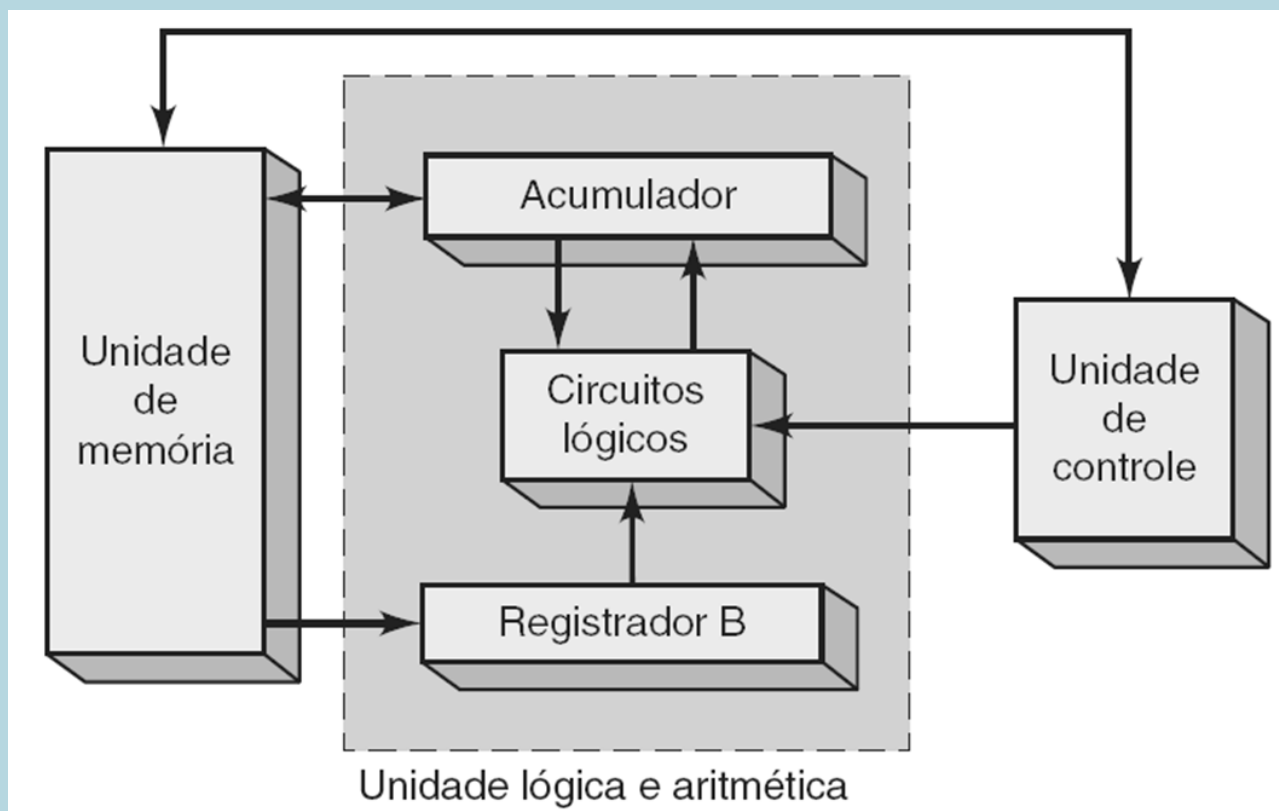 Acumulador
Unidade
de
memória
Circuitos
lógicos
Unidade
de
controle
Registrador B
Unidade lógica e aritmética